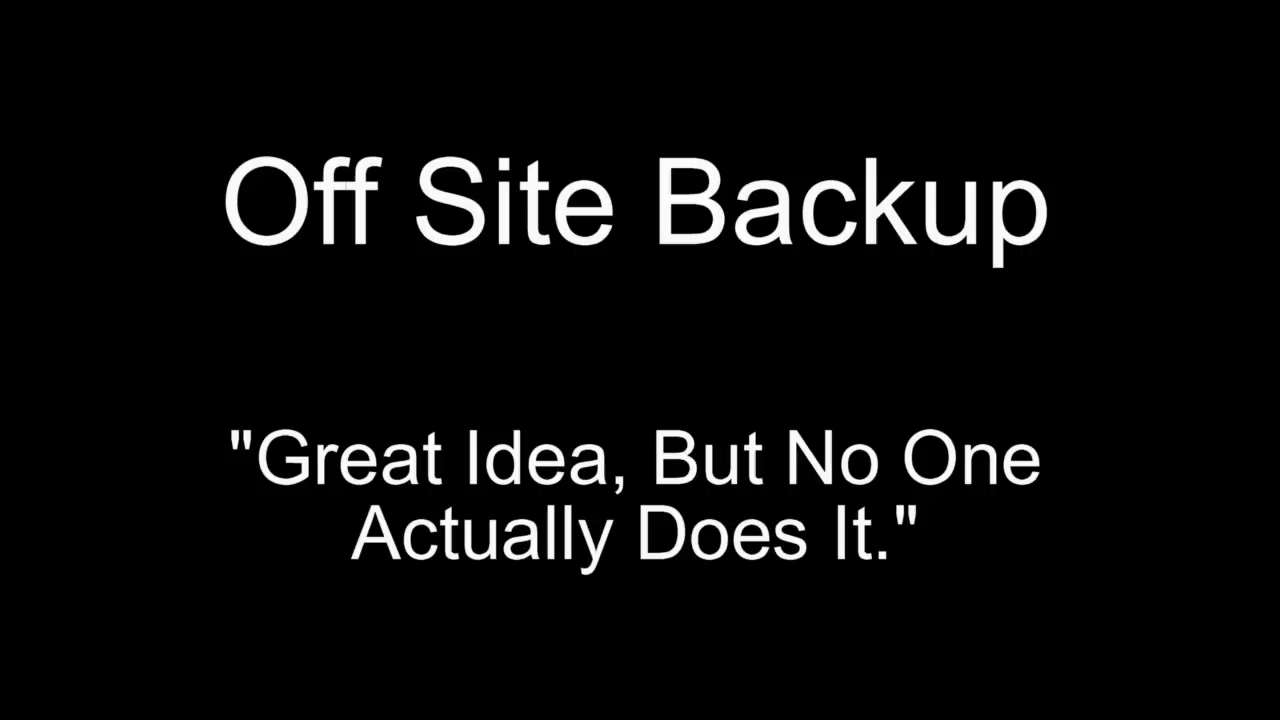 Off Site Backup
"Great Idea, But No One
Actually Does It."